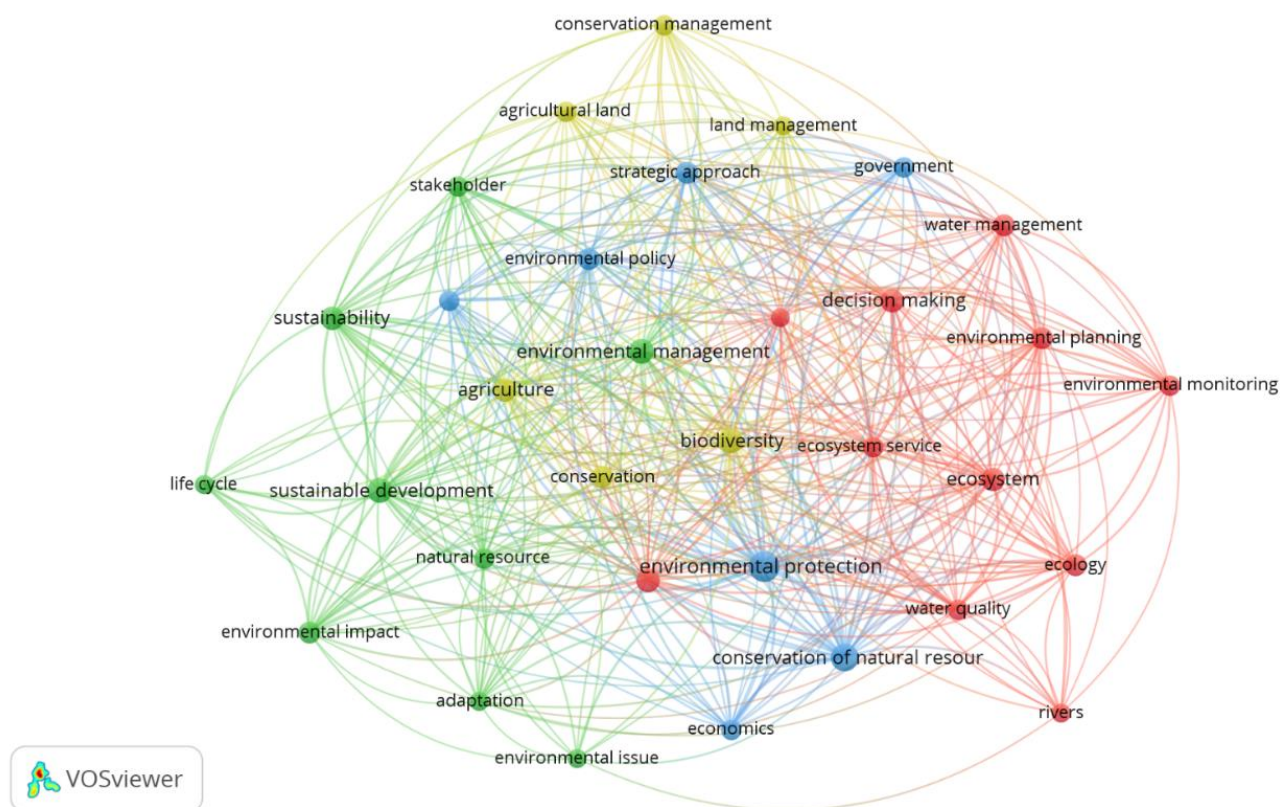 conservation management
agricultural land
land management
strategic approach
government
stakeholder
water management
environmental policy
decision making
sustainability
environmental planning
environmental management
environmental monitoring
agriculture
biodiversity
ecosystem service
conservation
ecosystem
life cycle
sustainable development
natural resource
environmental protection
ecology
water quality
environmental impact
conservation of natural resour
adaptation
rivers
economics
environmental issue
VOSviewer